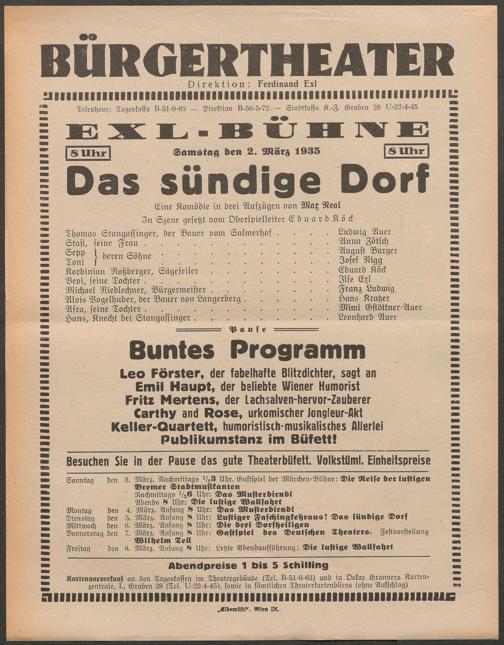 BÜRGERTHEATER
Direktion: Ferdinand Exl
Telephone: Tageskassa B-51-0-63 — Direktion B-50-5-72 — Stadtkassa K.-J. Graben 28 U-22-4-45
EXL-BÜHNE
8 Uhr Samstag den 2. März 1935 8 Uhr
Das sündige Dorf
Eine Komödie in drei Aufzügen von Max Neal
In Szene gesetzt vom Oberspielleiter Eduard Köck
Thomas Stangassinger, der Bauer vom Salmerhof . . . Ludwig Auer
Stasi, seine Frau . . . Anna Zötsch
Sepp } deren Söhne . . . August Burger
Toni } . . . Josef Nigg
Korbinian Roßberger, Sägefeiler . . . Eduard Köck
Vevi, seine Tochter . . . Ilse Exl
Michael Riedlechner, Bürgermeister . . . Franz Ludwig
Alois Vogelhuber, der Bauer von Langerberg . . . Hans Kratzer
Afra, seine Tochter . . . Mimi Gstöttner-Auer
Hans, Knecht bei Stangassinger . . . Leonhard Auer
Pause
Buntes Programm
Leo Förster, der fabelhafte Blitzdichter, sagt an
Emil Haupt, der beliebte Wiener Humorist
Fritz Mertens, der Lachsalven-hervor-Zauberer
Carthy and Rose, urkomischer Jongleur-Akt
Keller-Quartett, humoristisch-musikalisches Allerlei
Publikumstanz im Büfett!
Besuchen Sie in der Pause das gute Theaterbüfett. Volkstüml. Einheitspreise
Sonntag den 3. März, Nachmittags ½3 Uhr: Gastspiel der Märchen-Bühne: Die Reise der lustigen
Bremer Stadtmusikanten
Nachmittags ½6 Uhr: Das Musterdirndl
Abends 8 Uhr: Die lustige Wallfahrt
Montag den 4. März, Anfang 8 Uhr: Das Musterdirndl
Dienstag den 5. März, Anfang 8 Uhr: Lustiger Faschingkehraus! Das sündige Dorf
Mittwoch den 6. März, Anfang 8 Uhr: Die drei Dorfheiligen
Donnerstag den 7. März, Anfang 8 Uhr: Gastspiel des Deutschen Theaters. Festvorstellung
Wilhelm Tell
Freitag den 8. März, Anfang 8 Uhr: Letzte Abendaufführung: Die lustige Wallfahrt
Abendpreise 1 bis 5 Schilling
Kartenvorverkauf an den Tageskassen im Theatergebäude (Tel. B-51-0-63) und in Oskar Gronners Karten-
zentrale, I., Graben 28 (Tel. U-22-4-45), sowie in sämtlichen Theaterkartenbüros (ohne Aufschlag)
„Elbemühl“, Wien IX.